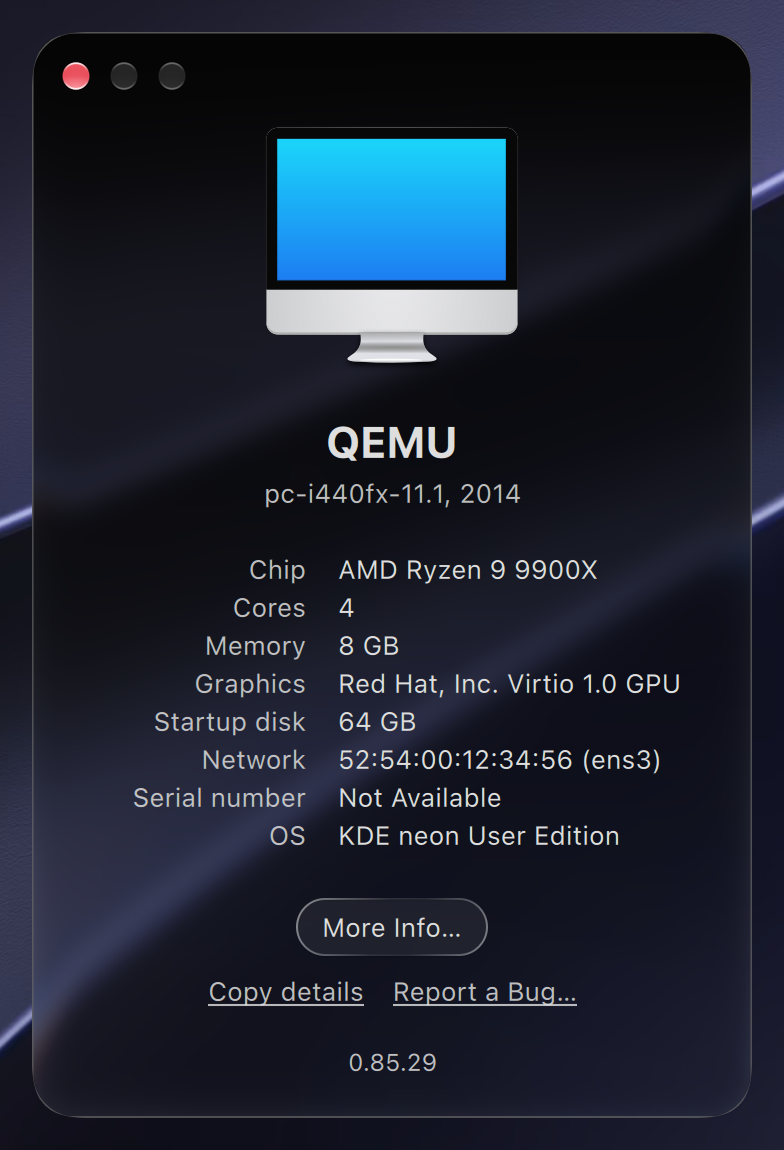 QEMU
pc-i440fx-11.1, 2014
Chip AMD Ryzen 9 9900X
Cores 4
Memory 8 GB
Graphics Red Hat, Inc. Virtio 1.0 GPU
Startup disk 64 GB
Network 52:54:00:12:34:56 (ens3)
Serial number Not Available
OS KDE neon User Edition
More Info...
Copy details Report a Bug...
0.85.29